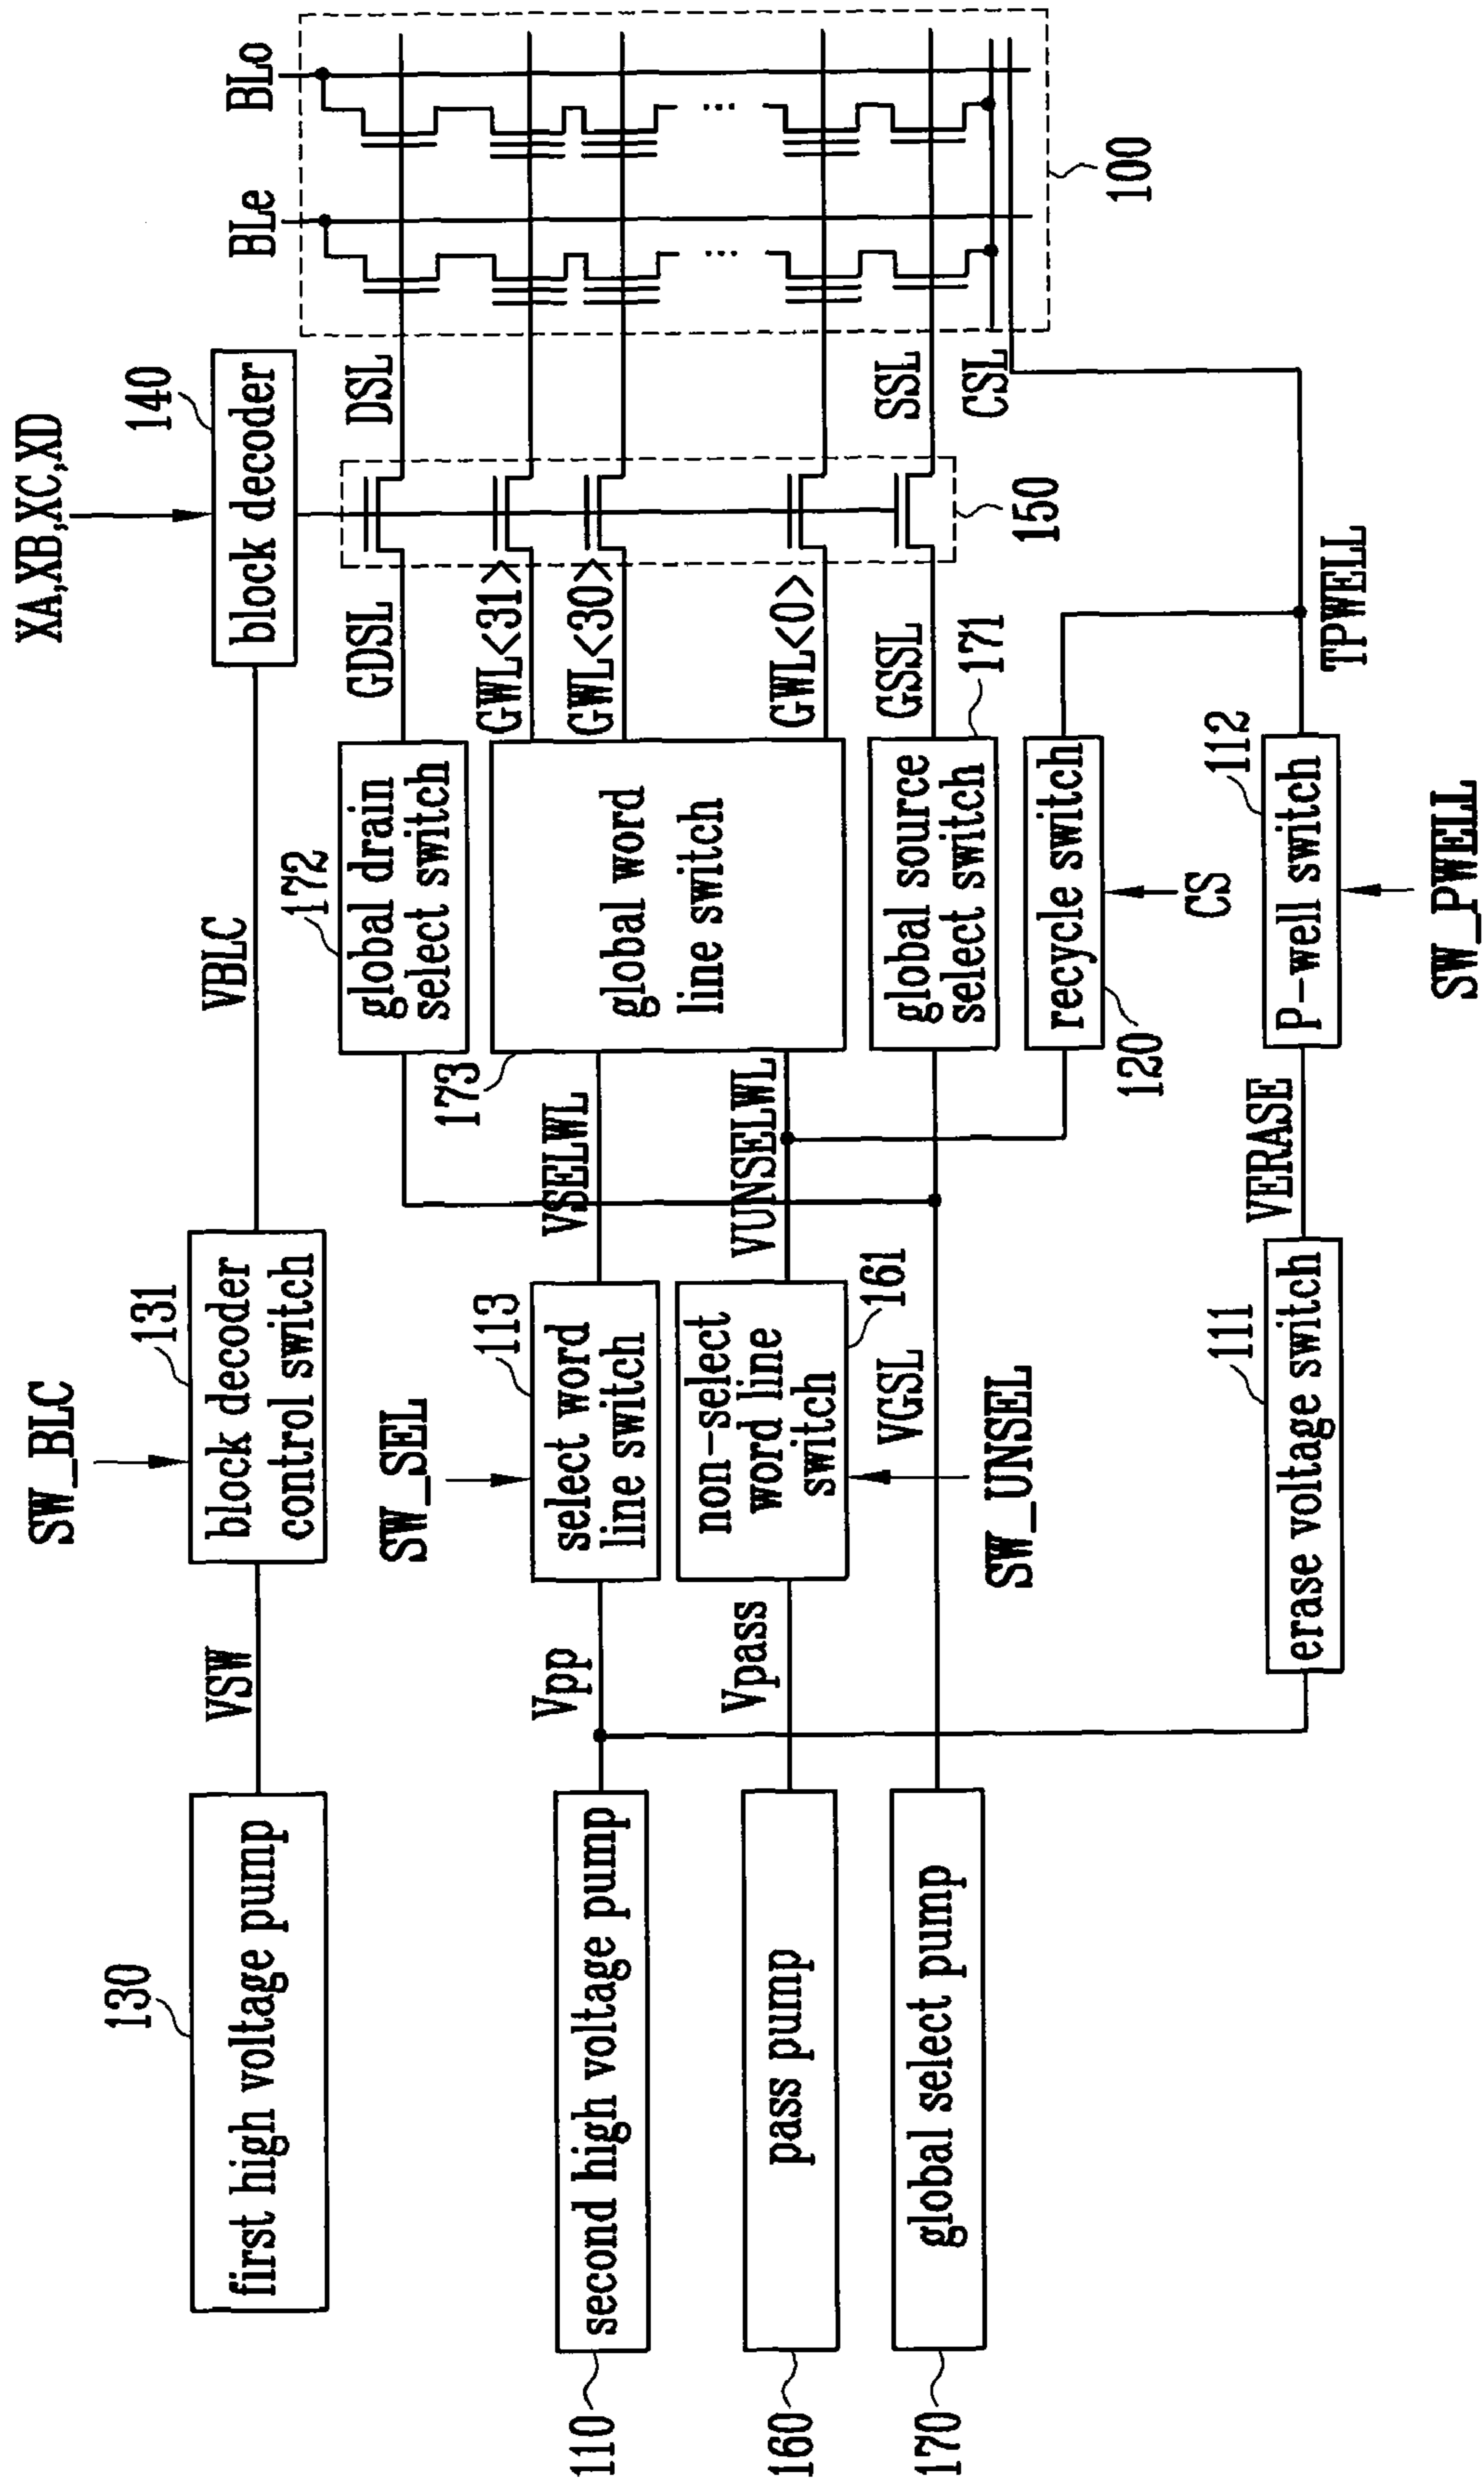 XA,XB,XC,XD
SW_BLC
130
131
140
first high voltage pump
VSW
block decoder
control switch
VBLC
block decoder
BLe
BLo
172
global drain
select switch
GDSL
DSL
SW_SEL
113
173
110
second high voltage pump
Vpp
select word
line switch
VSELWL
global word
line switch
GWL<31>
GWL<30>
GWL<0>
160
pass pump
Vpass
non-select
word line
switch
161
VUNSELWL
170
global select pump
VGSL
SW_UNSEL
global source
select switch
171
GSSL
SSL
CSL
150
100
recycle switch
120
CS
111
erase voltage switch
VERASE
112
P-well switch
TPWELL
SW_PWELL